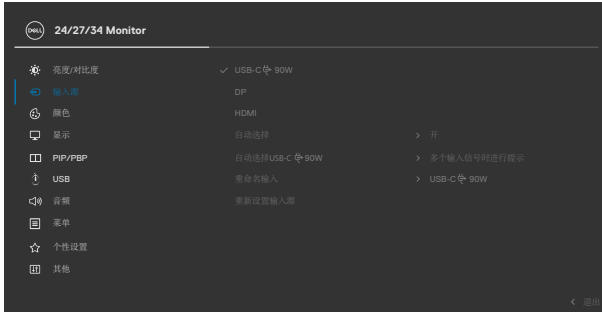 DELL 24/27/34 Monitor
亮度/对比度 USB-C 90W
输入源 DP
颜色 HDMI
显示 自动选择 开
PIP/PBP 自动选择USB-C 90W 多个输入信号时进行提示
USB 重命名输入 USB-C 90W
音频 重新设置输入源
菜单
个性设置
其他
退出